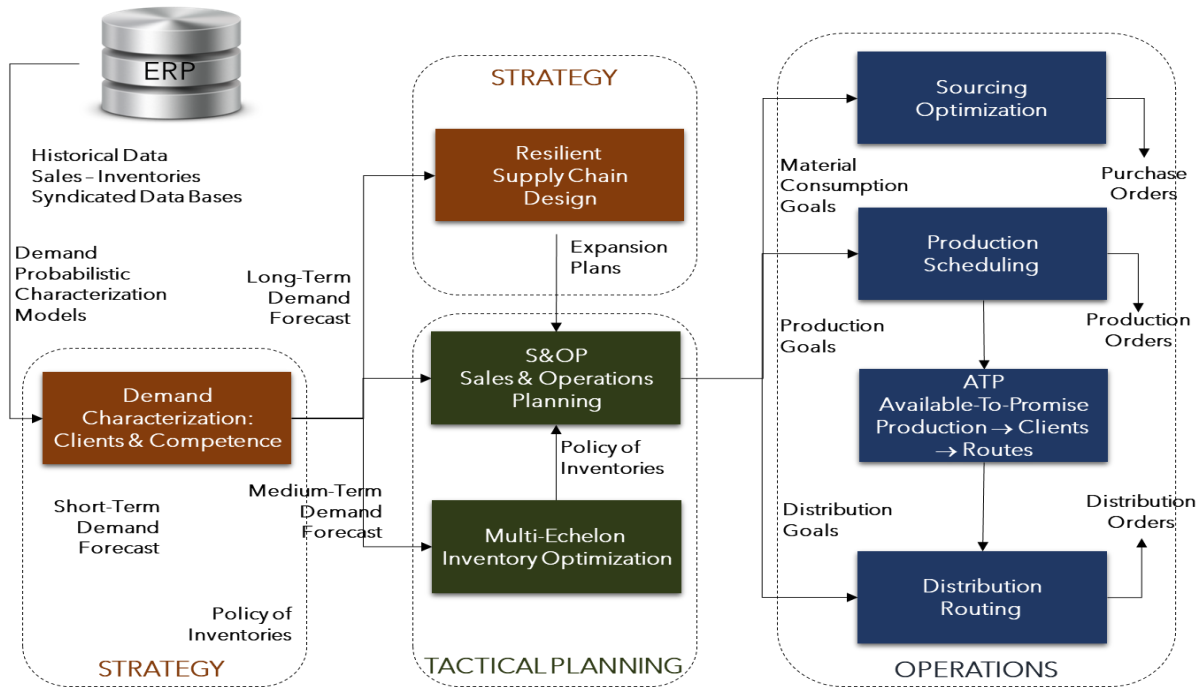 ERP
Historical Data
Sales – Inventories
Syndicated Data Bases
Demand
Probabilistic
Characterization
Models
Demand
Characterization:
Clients & Competence
Short-Term
Demand
Forecast
Policy of
Inventories
STRATEGY
Long-Term
Demand
Forecast
Medium-Term
Demand
Forecast
STRATEGY
Resilient
Supply Chain
Design
Expansion
Plans
S&OP
Sales & Operations
Planning
Policy of
Inventories
Multi-Echelon
Inventory Optimization
TACTICAL PLANNING
Sourcing
Optimization
Material
Consumption
Goals
Purchase
Orders
Production
Scheduling
Production
Goals
Production
Orders
ATP
Available-To-Promise
Production → Clients
→ Routes
Distribution
Goals
Distribution
Orders
Distribution
Routing
OPERATIONS